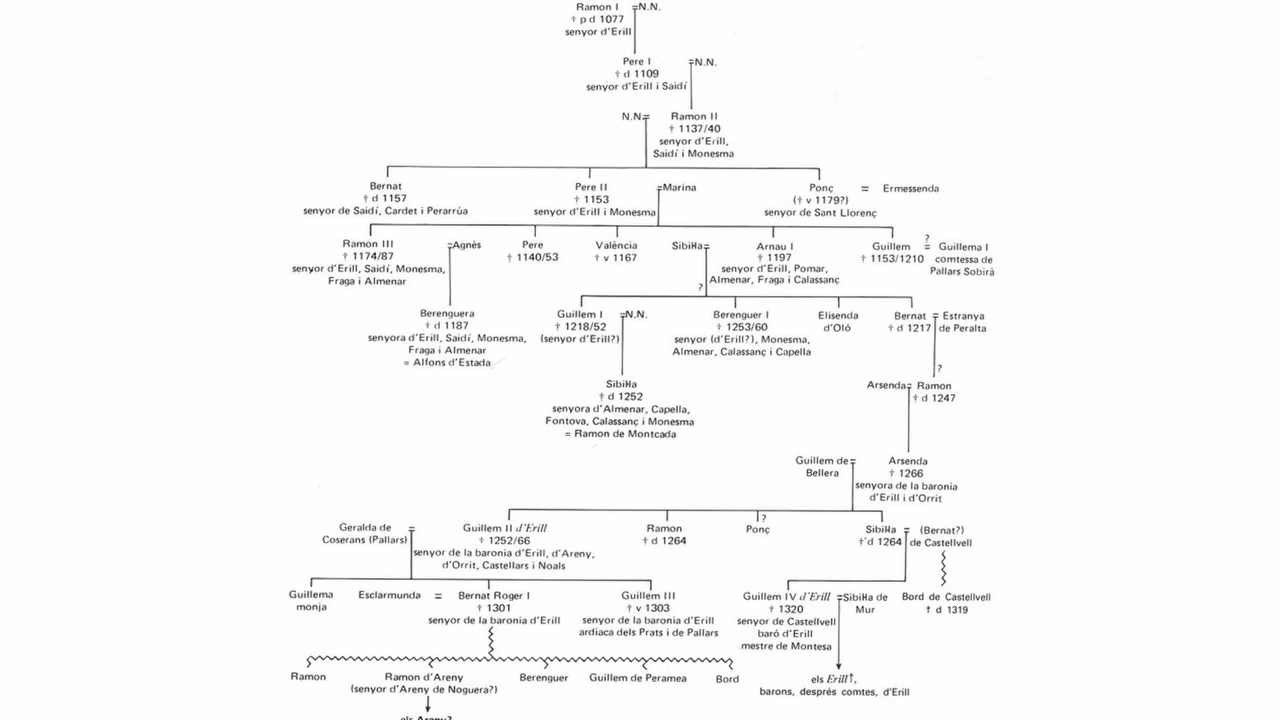 Ramon I =N.N.
† p d 1077
senyor d'Erill
Pere I =N.N.
† d 1109
senyor d'Erill i Saidí
N.N.= Ramon II
† 1137/40
senyor d'Erill,
Saidí i Monesma
Bernat
† d 1157
senyor de Saidí, Cardet i Perarrúa
Pere II =Marina
† 1153
senyor d'Erill i Monesma
Ponç = Ermessenda
(† v 1179?)
senyor de Sant Llorenç
Ramon III =Agnès
† 1174/87
senyor d'Erill, Saidí, Monesma,
Fraga i Almenar
Pere
† 1140/53
València
† v 1167
Sibil·la= Arnau I
† 1197
senyor d'Erill, Pomar,
Almenar, Fraga i Calassanç
?
Guillem = Guillema I
† 1153/1210 comtessa de
Pallars Sobirà
?
Berenguera
† d 1187
senyora d'Erill, Saidí, Monesma,
Fraga i Almenar
= Alfons d'Estada
Guillem I =N.N.
† 1218/52
(senyor d'Erill?)
Berenguer I
† 1253/60
senyor (d'Erill?), Monesma,
Almenar, Calassanç i Capella
Elisenda
d'Oló
Bernat = Estranya
† d 1217 de Peralta
?
Sibil·la
† d 1252
senyora d'Almenar, Capella,
Fontova, Calassanç i Monesma
= Ramon de Montcada
Arsenda= Ramon
† d 1247
Guillem de =
Bellera
Arsenda
† 1266
senyora de la baronia
d'Erill i d'Orrit
Geralda de =
Coserans (Pallars)
Guillem II d'Erill
† 1252/66
senyor de la baronia d'Erill, d'Areny,
d'Orrit, Castellars i Noals
Ramon
† d 1264
?
Ponç
Sibil·la = (Bernat?)
† d 1264 de Castellvell
Guillema
monja
Esclarmunda = Bernat Roger I
† 1301
senyor de la baronia d'Erill
Guillem III
† v 1303
senyor de la baronia d'Erill
ardiaca dels Prats i de Pallars
Guillem IV d'Erill =Sibil·la de
† 1320 Mur
senyor de Castellvell
baró d'Erill
mestre de Montesa
Bord de Castellvell
† d 1319
Ramon
Ramon d'Areny
(senyor d'Areny de Noguera?)
Berenguer
Guillem de Peramea
Bord
els Erill↑,
barons, després comtes, d'Erill
els Areny?